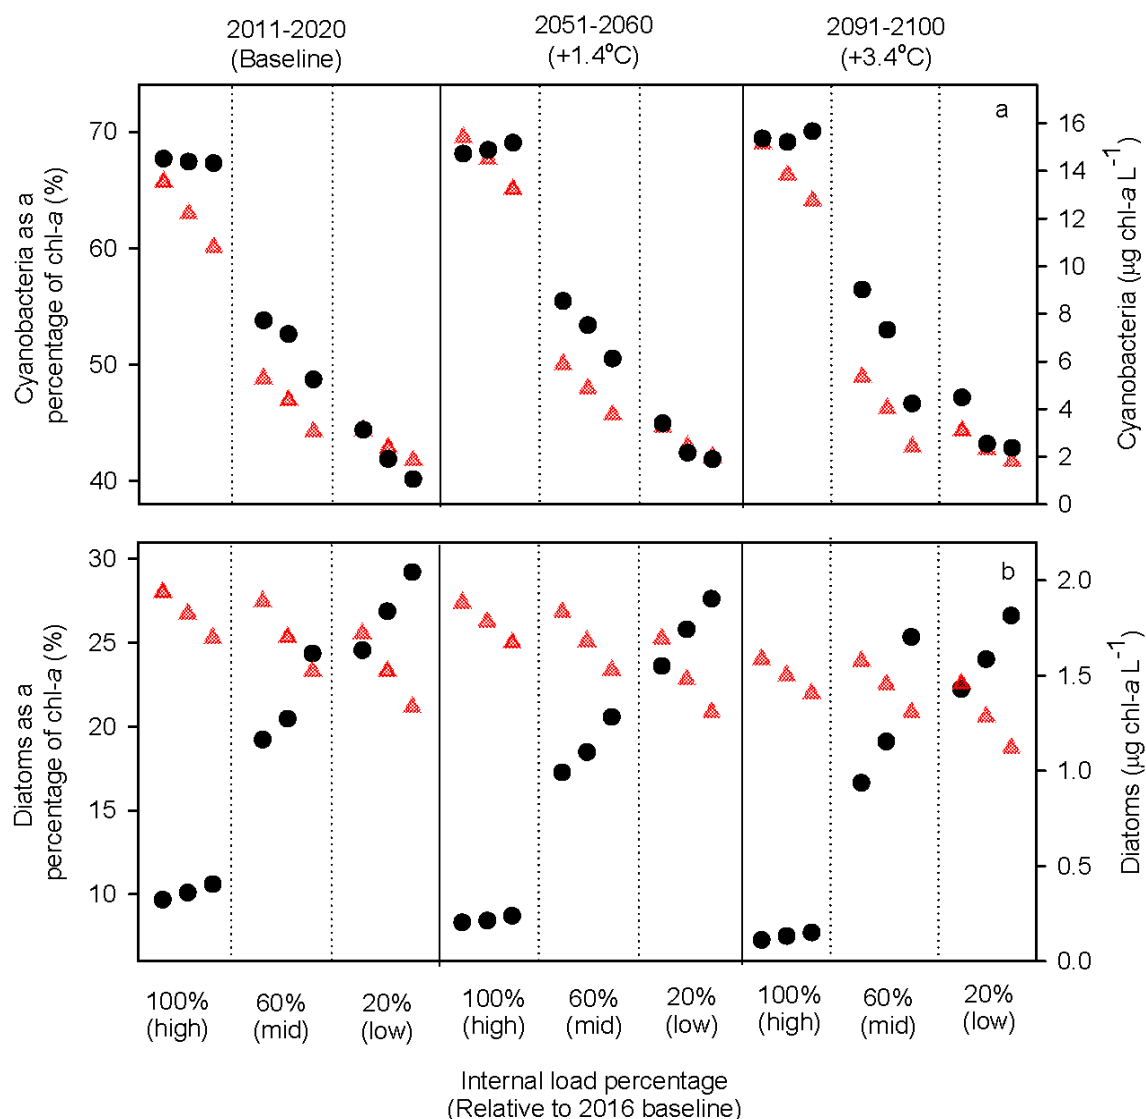 2011-2020
(Baseline)
2051-2060
(+1.4°C)
2091-2100
(+3.4°C)
a
Cyanobacteria as a
percentage of chl-a (%)
70
60
50
40
16
14
12
10
8
6
4
2
0
Cyanobacteria (µg chl-a L⁻¹)
b
Diatoms as a
percentage of chl-a (%)
30
25
20
15
10
2.0
1.5
1.0
0.5
0.0
Diatoms (µg chl-a L⁻¹)
100%
(high)
60%
(mid)
20%
(low)
100%
(high)
60%
(mid)
20%
(low)
100%
(high)
60%
(mid)
20%
(low)
Internal load percentage
(Relative to 2016 baseline)